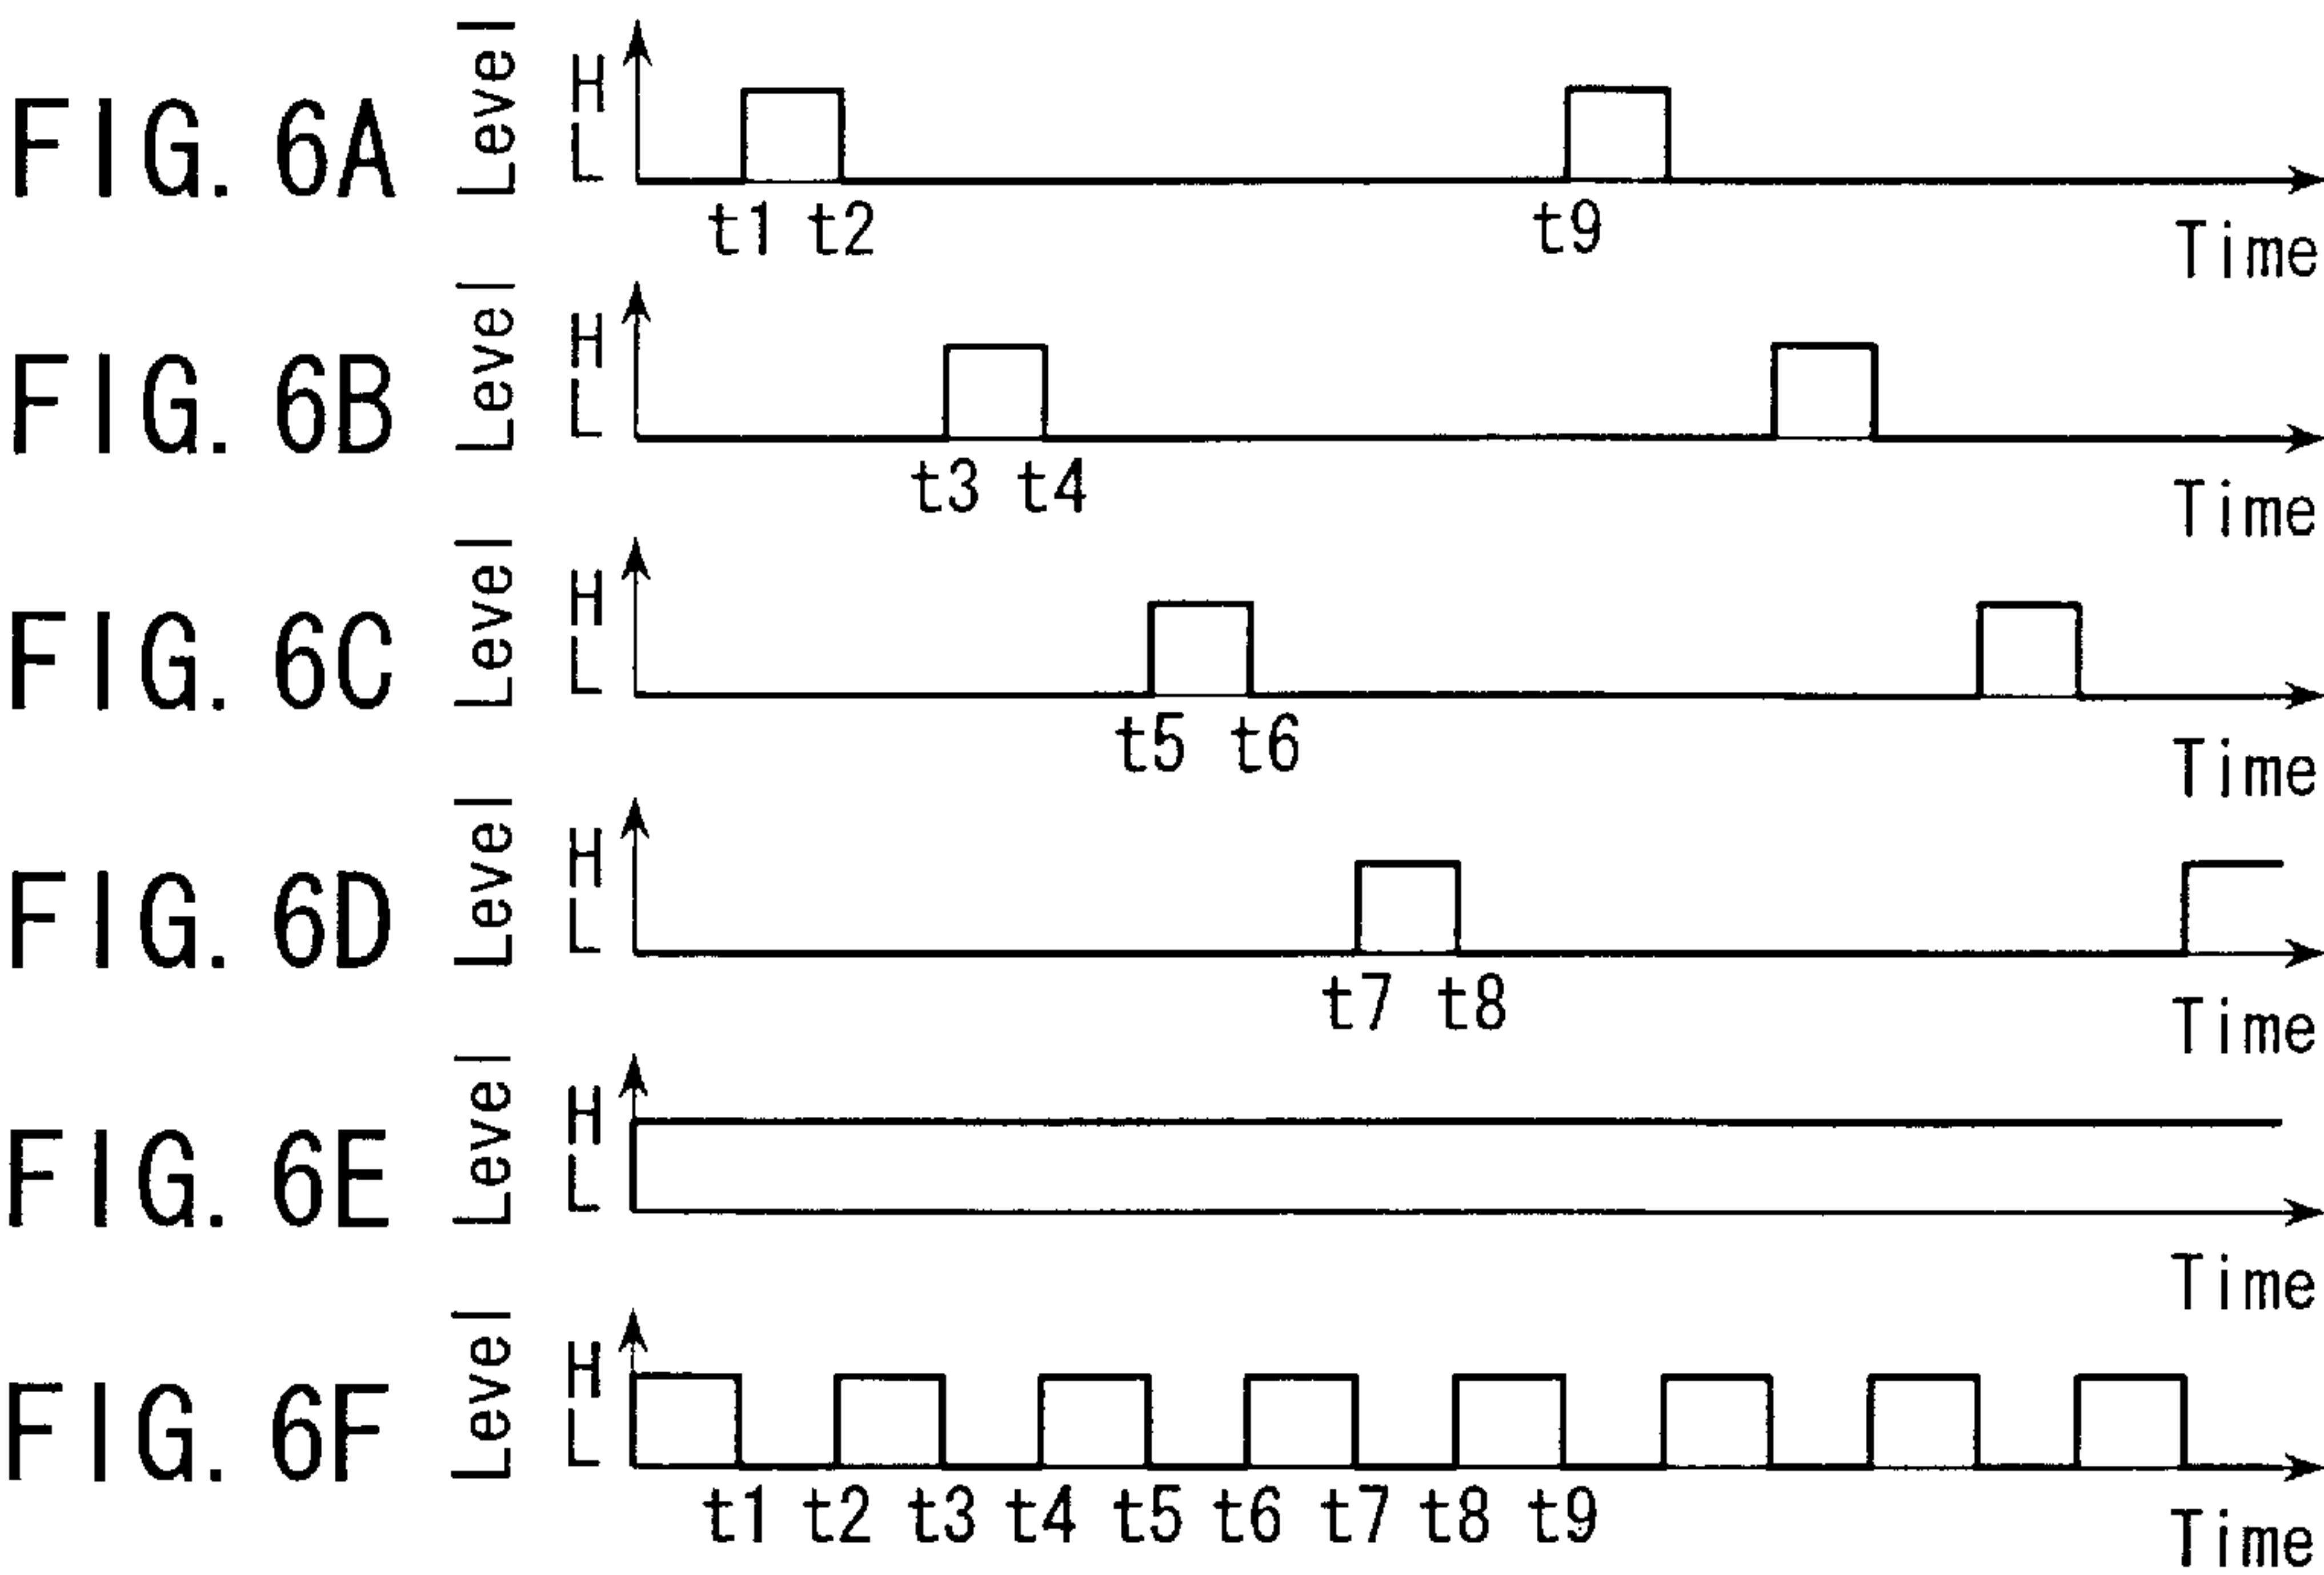 FIG. 6A
Level
H
L
t1 t2 t9
Time
FIG. 6B
Level
H
L
t3 t4
Time
FIG. 6C
Level
H
L
t5 t6
Time
FIG. 6D
Level
H
L
t7 t8
Time
FIG. 6E
Level
H
L
Time
FIG. 6F
Level
H
L
t1 t2 t3 t4 t5 t6 t7 t8 t9
Time